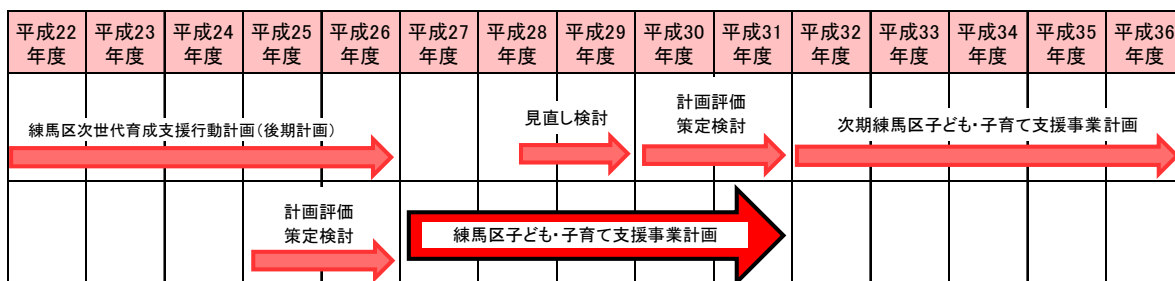 平成22
年度
平成23
年度
平成24
年度
平成25
年度
平成26
年度
平成27
年度
平成28
年度
平成29
年度
平成30
年度
平成31
年度
平成32
年度
平成33
年度
平成34
年度
平成35
年度
平成36
年度
練馬区次世代育成支援行動計画(後期計画)
見直し検討
計画評価
策定検討
次期練馬区子ども・子育て支援事業計画
計画評価
策定検討
練馬区子ども・子育て支援事業計画